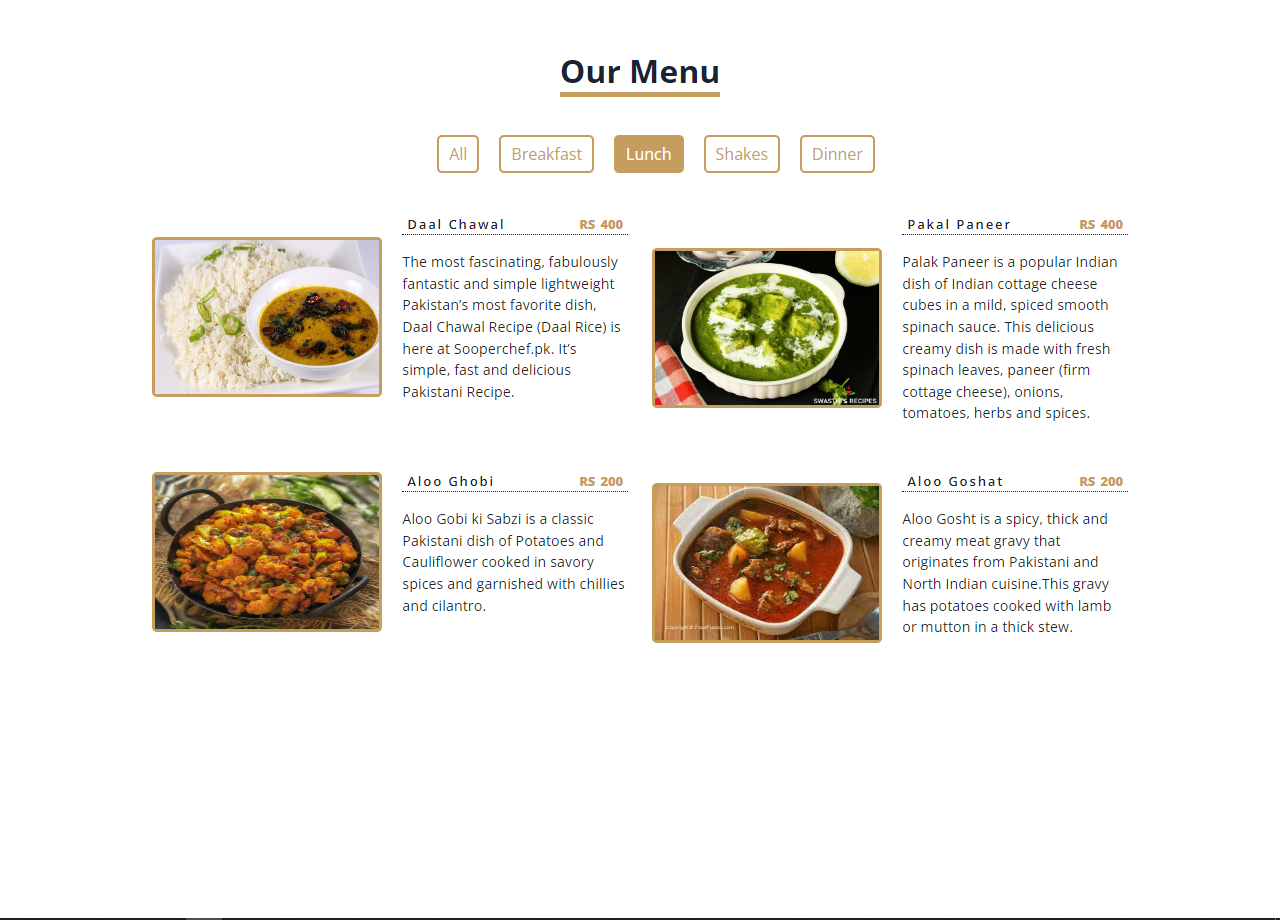 Our Menu
All Breakfast Lunch Shakes Dinner
Daal Chawal RS 400
The most fascinating, fabulously
fantastic and simple lightweight
Pakistan’s most favorite dish,
Daal Chawal Recipe (Daal Rice) is
here at Sooperchef.pk. It’s
simple, fast and delicious
Pakistani Recipe.
Pakal Paneer RS 400
Palak Paneer is a popular Indian
dish of Indian cottage cheese
cubes in a mild, spiced smooth
spinach sauce. This delicious
creamy dish is made with fresh
spinach leaves, paneer (firm
cottage cheese), onions,
tomatoes, herbs and spices.
SWASTHI'S RECIPES
Aloo Ghobi RS 200
Aloo Gobi ki Sabzi is a classic
Pakistani dish of Potatoes and
Cauliflower cooked in savory
spices and garnished with chillies
and cilantro.
Aloo Goshat RS 200
Aloo Gosht is a spicy, thick and
creamy meat gravy that
originates from Pakistani and
North Indian cuisine.This gravy
has potatoes cooked with lamb
or mutton in a thick stew.
Copyright © FoodFusion.com